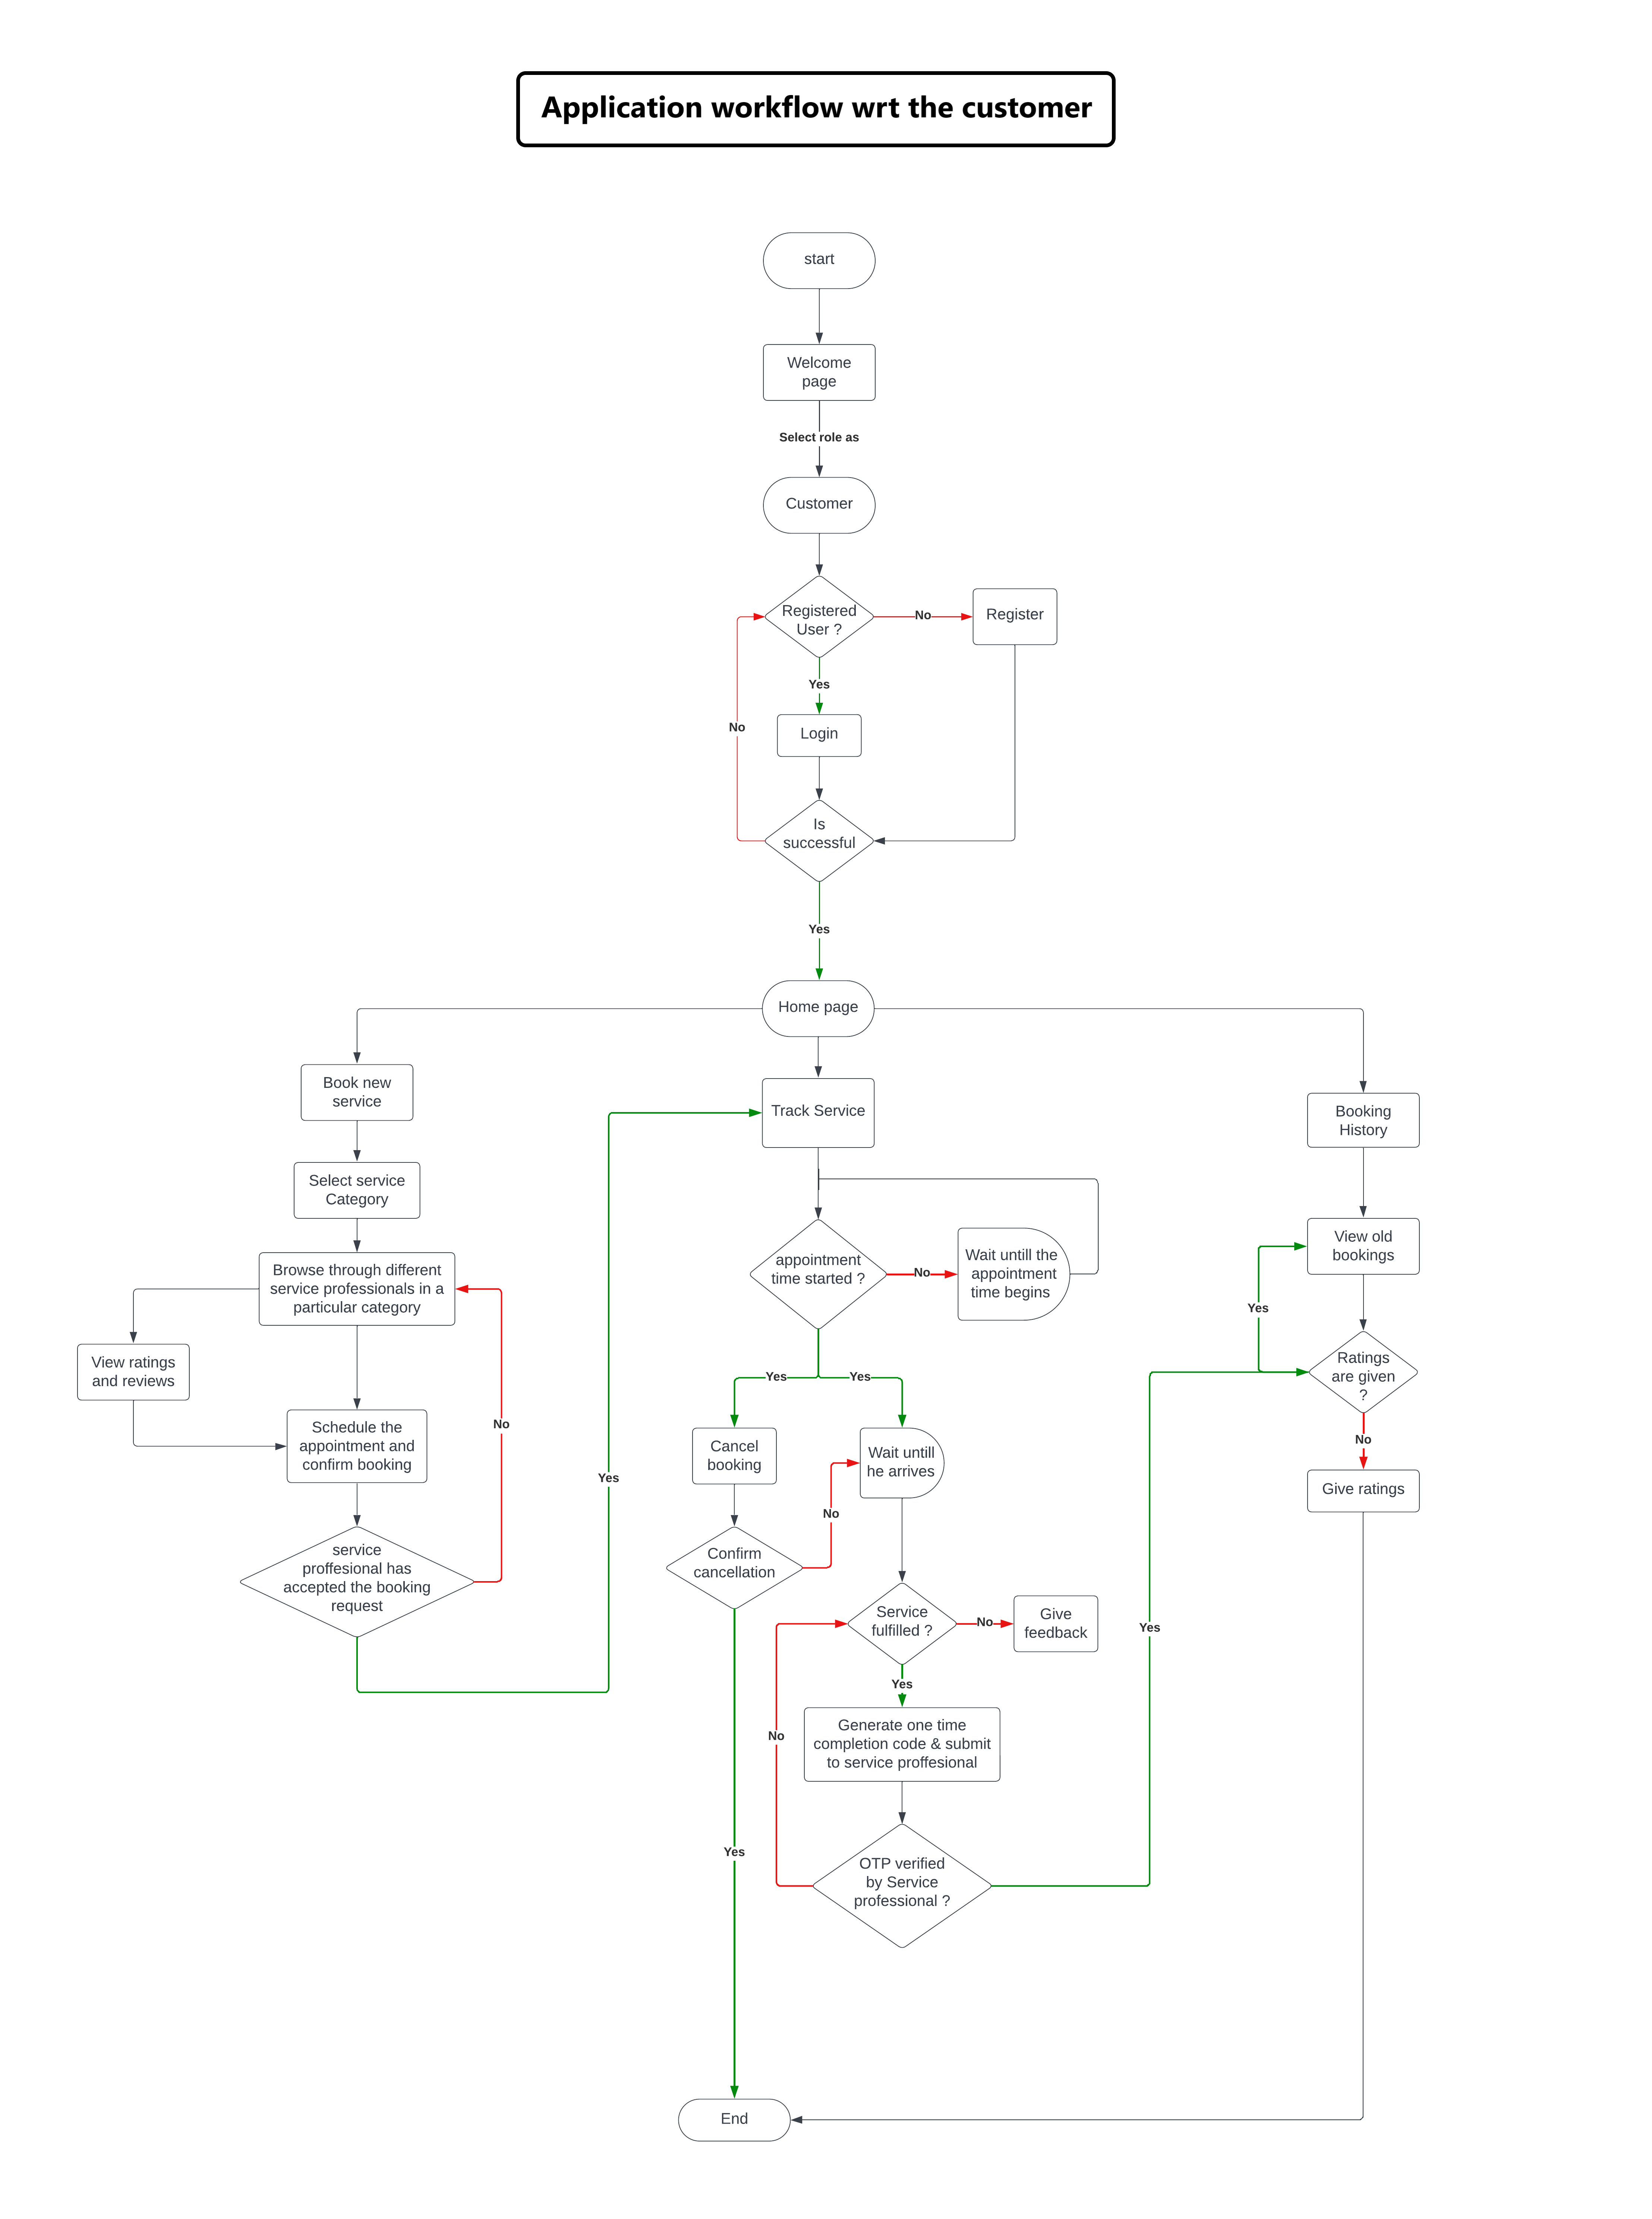 Application workflow wrt the customer
start
Welcome
page
Select role as
Customer
Registered
User ?
No
Register
Yes
Login
No
Is
successful
Yes
Home page
Book new
service
Select service
Category
Browse through different
service professionals in a
particular category
View ratings
and reviews
Schedule the
appointment and
confirm booking
No
service
proffesional has
accepted the booking
request
Yes
Track Service
appointment
time started ?
No
Wait untill the
appointment
time begins
Yes
Yes
Cancel
booking
Wait untill
he arrives
No
Confirm
cancellation
Service
fulfilled ?
No
Give
feedback
Yes
Generate one time
completion code & submit
to service proffesional
No
OTP verified
by Service
professional ?
Yes
Yes
Booking
History
View old
bookings
Yes
Ratings
are given
?
No
Give ratings
End